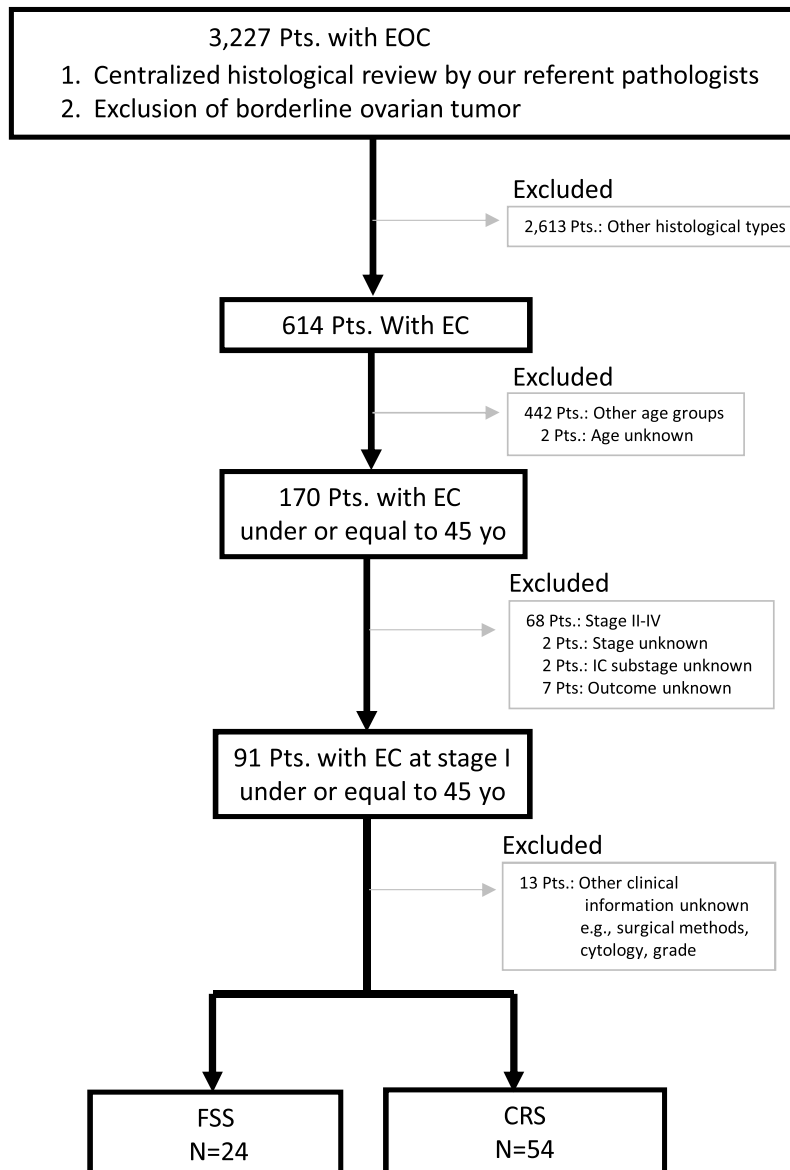 3,227 Pts. with EOC
1. Centralized histological review by our referent pathologists
2. Exclusion of borderline ovarian tumor
Excluded
2,613 Pts.: Other histological types
614 Pts. With EC
Excluded
442 Pts.: Other age groups
2 Pts.: Age unknown
170 Pts. with EC
under or equal to 45 yo
Excluded
68 Pts.: Stage II-IV
2 Pts.: Stage unknown
2 Pts.: IC substage unknown
7 Pts: Outcome unknown
91 Pts. with EC at stage I
under or equal to 45 yo
Excluded
13 Pts.: Other clinical
information unknown
e.g., surgical methods,
cytology, grade
FSS
N=24
CRS
N=54